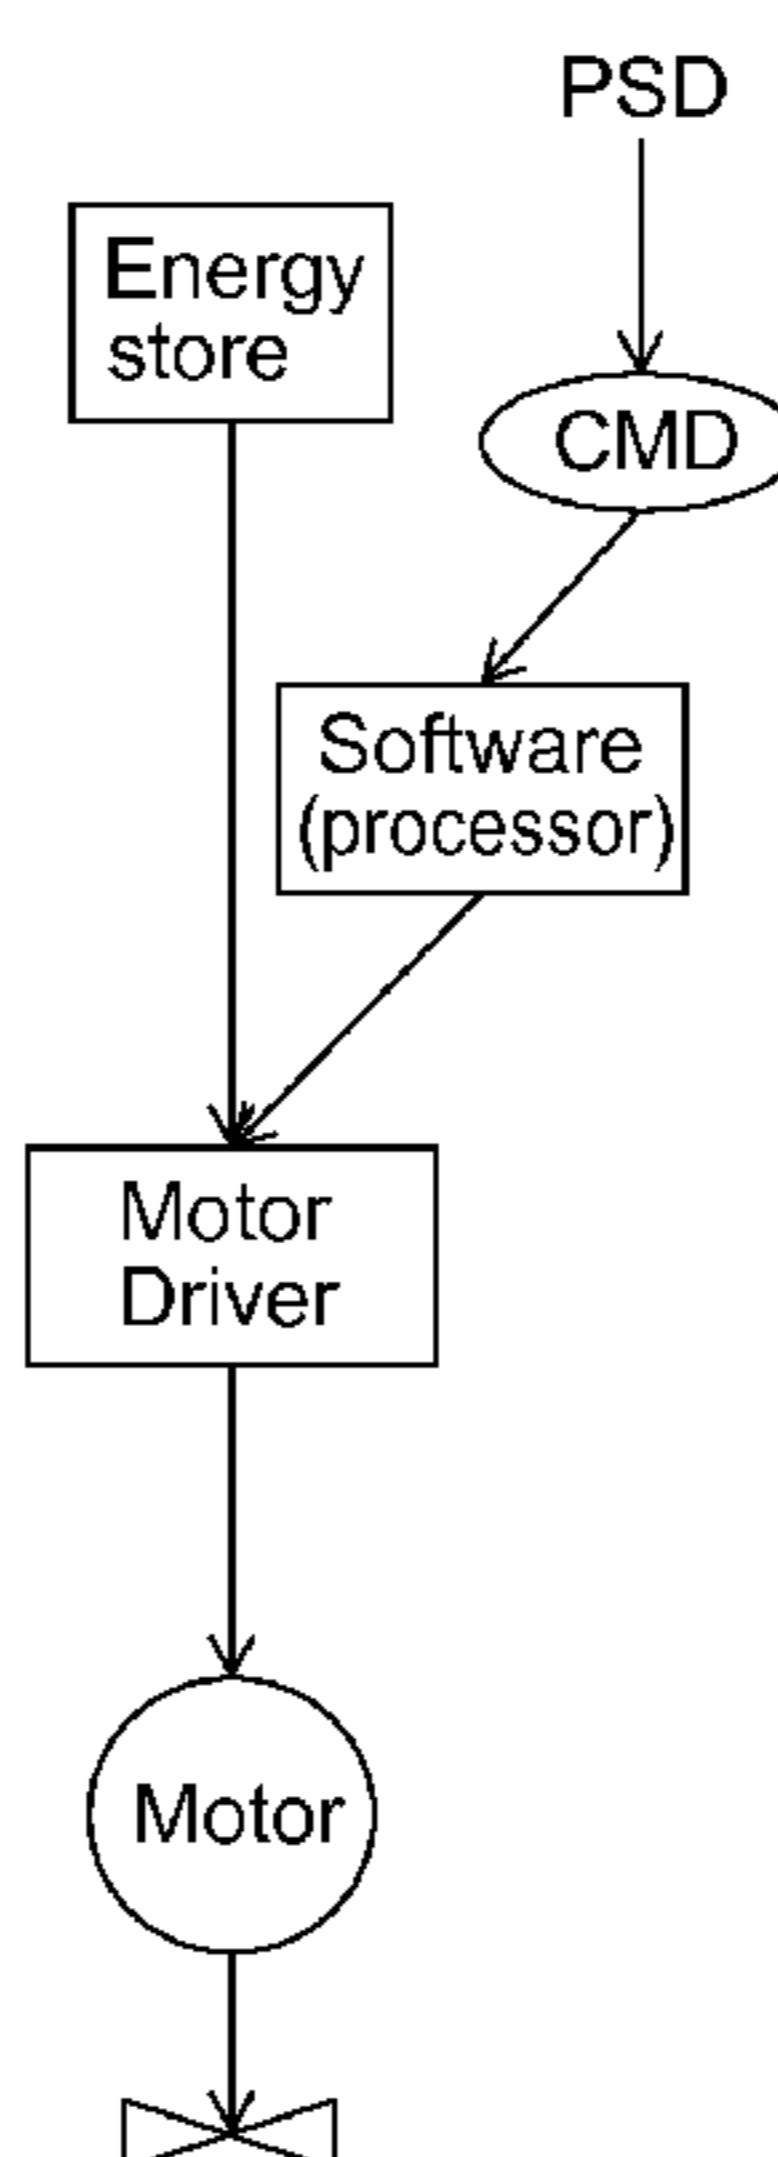 PSD
Energy
store
CMD
Software
(processor)
Motor
Driver
Motor